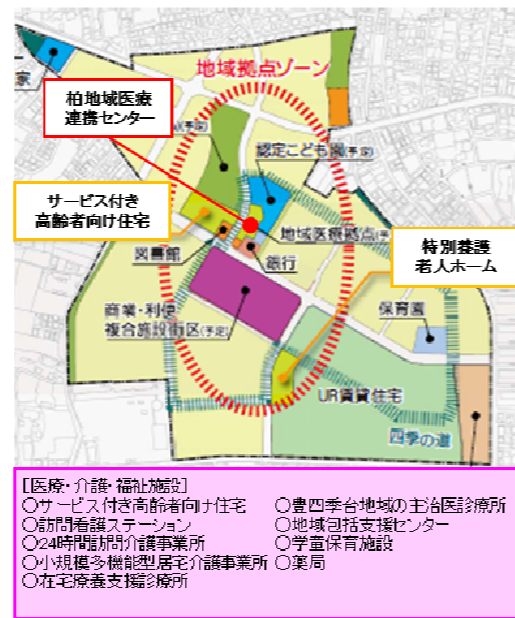 家
地域拠点ゾーン
柏地域医療
連携センター
(予定)
認定こども園(予定)
サービス付き
高齢者向け住宅
地域医療拠点(予
特別養護
老人ホーム
図書館
銀行
商業・利便
複合施設街区(予定)
保育園
UR賃貸住宅
四季の道
[医療・介護・福祉施設]
○サービス付き高齢者向け住宅 ○豊四季台地域の主治医診療所
○訪問看護ステーション ○地域包括支援センター
○24時間訪問介護事業所 ○学童保育施設
○小規模多機能型居宅介護事業所 ○薬局
○在宅療養支援診療所